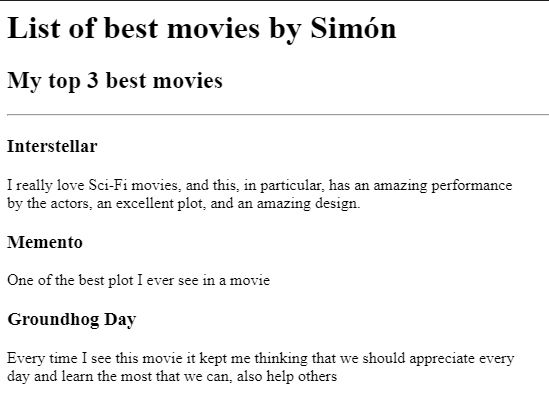 List of best movies by Simón
My top 3 best movies
Interstellar
I really love Sci-Fi movies, and this, in particular, has an amazing performance
by the actors, an excellent plot, and an amazing design.
Memento
One of the best plot I ever see in a movie
Groundhog Day
Every time I see this movie it kept me thinking that we should appreciate every
day and learn the most that we can, also help others